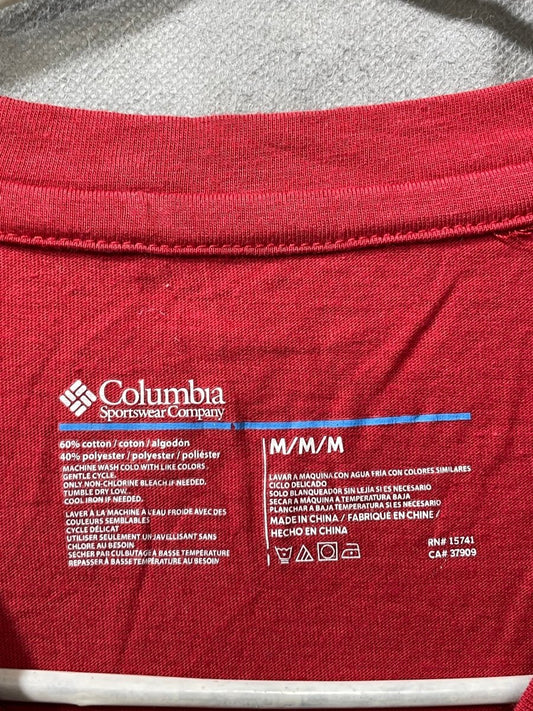 Columbia
Sportswear Company
60% cotton / coton / algodón
40% polyester / polyester / poliéster
MACHINE WASH COLD WITH LIKE COLORS
GENTLE CYCLE.
ONLY NON-CHLORINE BLEACH IF NEEDED,
TUMBLE DRY LOW.
COOL IRON IF NEEDED.
LAVER À LA MACHINE À L'EAU FROIDE AVEC DES
COULEURS SEMBLABLES
CYCLE DÉLICAT
UTILISER SEULEMENT UN JAVELLISANT SANS
CHLORE AU BESOIN
SÉCHER PAR CULBUTAGE À BASSE TEMPÉRATURE
REPASSER À BASSE TEMPÉRATURE AU BESOIN
M/M/M
LAVAR A MÁQUINA CON AGUA FRÍA CON COLORES SIMILARES
CICLO DELICADO
SOLO BLANQUEADOR SIN LEJÍA SI ES NECESARIO
SECAR A MÁQUINA A TEMPERATURA BAJA
PLANCHAR A BAJA TEMPERATURA SI ES NECESARIO
MADE IN CHINA / FABRIQUÉ EN CHINE /
HECHO EN CHINA
RN# 15741
CA# 37909